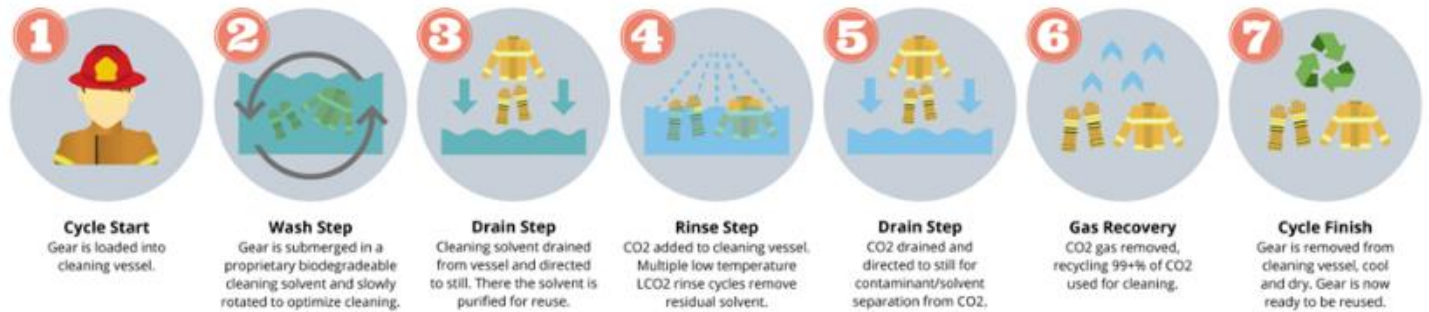 1
Cycle Start
Gear is loaded into
cleaning vessel.
2
Wash Step
Gear is submerged in a
proprietary biodegradeable
cleaning solvent and slowly
rotated to optimize cleaning.
3
Drain Step
Cleaning solvent drained
from vessel and directed
to still. There the solvent is
purified for reuse.
4
Rinse Step
CO2 added to cleaning vessel.
Multiple low temperature
LCO2 rinse cycles remove
residual solvent.
5
Drain Step
CO2 drained and
directed to still for
contaminant/solvent
separation from CO2.
6
Gas Recovery
CO2 gas removed,
recycling 99+% of CO2
used for cleaning.
7
Cycle Finish
Gear is removed from
cleaning vessel, cool
and dry. Gear is now
ready to be reused.